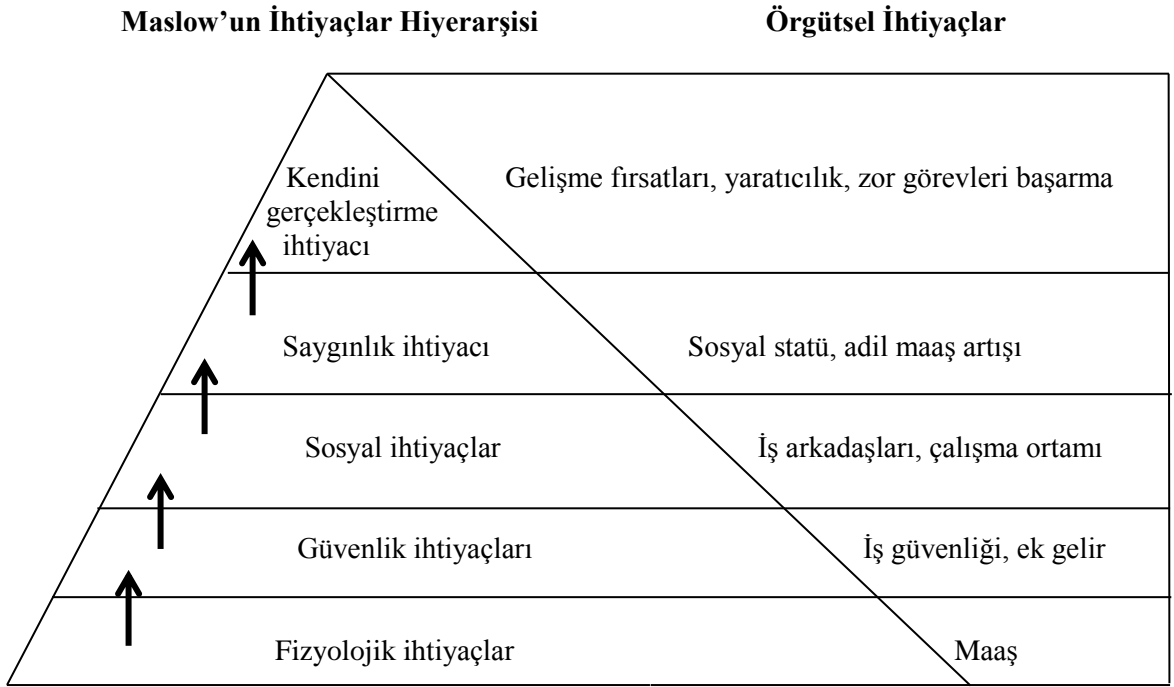 Maslow’un İhtiyaçlar Hiyerarşisi
Örgütsel İhtiyaçlar
Kendini
gerçekleştirme
ihtiyacı
Gelişme fırsatları, yaratıcılık, zor görevleri başarma
Saygınlık ihtiyacı
Sosyal statü, adil maaş artışı
Sosyal ihtiyaçlar
İş arkadaşları, çalışma ortamı
Güvenlik ihtiyaçları
İş güvenliği, ek gelir
Fizyolojik ihtiyaçlar
Maaş